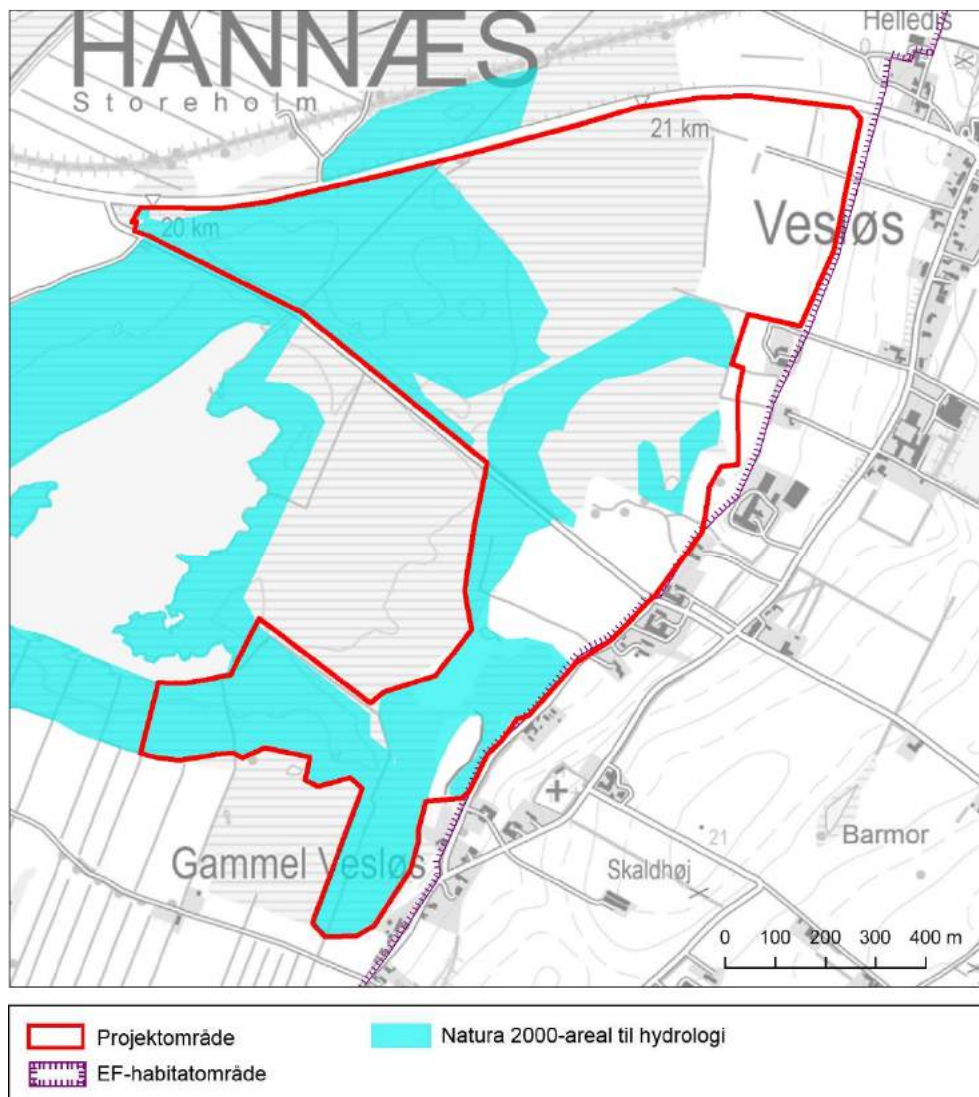 HANNÆS
Storeholm
Helledis
21 km
20 km
Vesløs
Gammel Vesløs
21
Barmor
Skaldhøj
0 100 200 300 400 m
Projektområde
Natura 2000-areal til hydrologi
EF-habitatområde